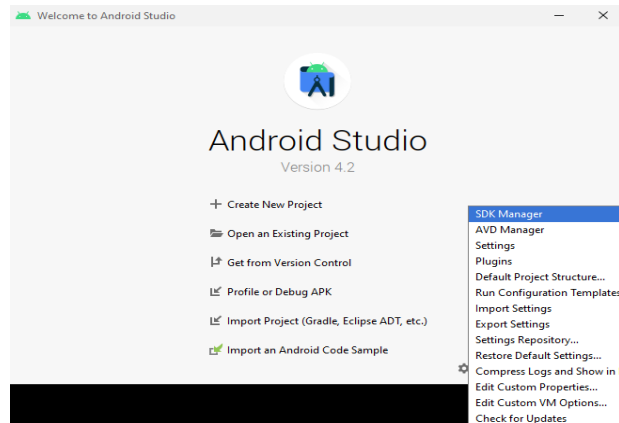 Welcome to Android Studio
Android Studio
Version 4.2
Create New Project
Open an Existing Project
Get from Version Control
Profile or Debug APK
Import Project (Gradle, Eclipse ADT, etc.)
Import an Android Code Sample
SDK Manager
AVD Manager
Settings
Plugins
Default Project Structure...
Run Configuration Templates
Import Settings
Export Settings
Settings Repository...
Restore Default Settings...
Compress Logs and Show in
Edit Custom Properties...
Edit Custom VM Options...
Check for Updates